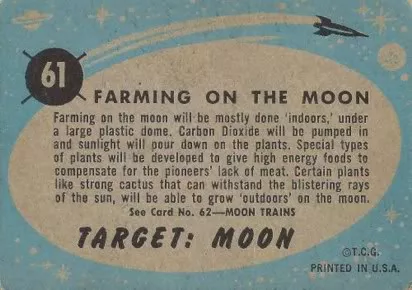 61
FARMING ON THE MOON
Farming on the moon will be mostly done 'indoors,' under
a large plastic dome. Carbon Dioxide will be pumped in
and sunlight will pour down on the plants. Special types
of plants will be developed to give high energy foods to
compensate for the pioneers' lack of meat. Certain plants
like strong cactus that can withstand the blistering rays
of the sun, will be able to grow 'outdoors' on the moon.
See Card No. 62—MOON TRAINS
TARGET: MOON
©T.C.G.
PRINTED IN U.S.A.